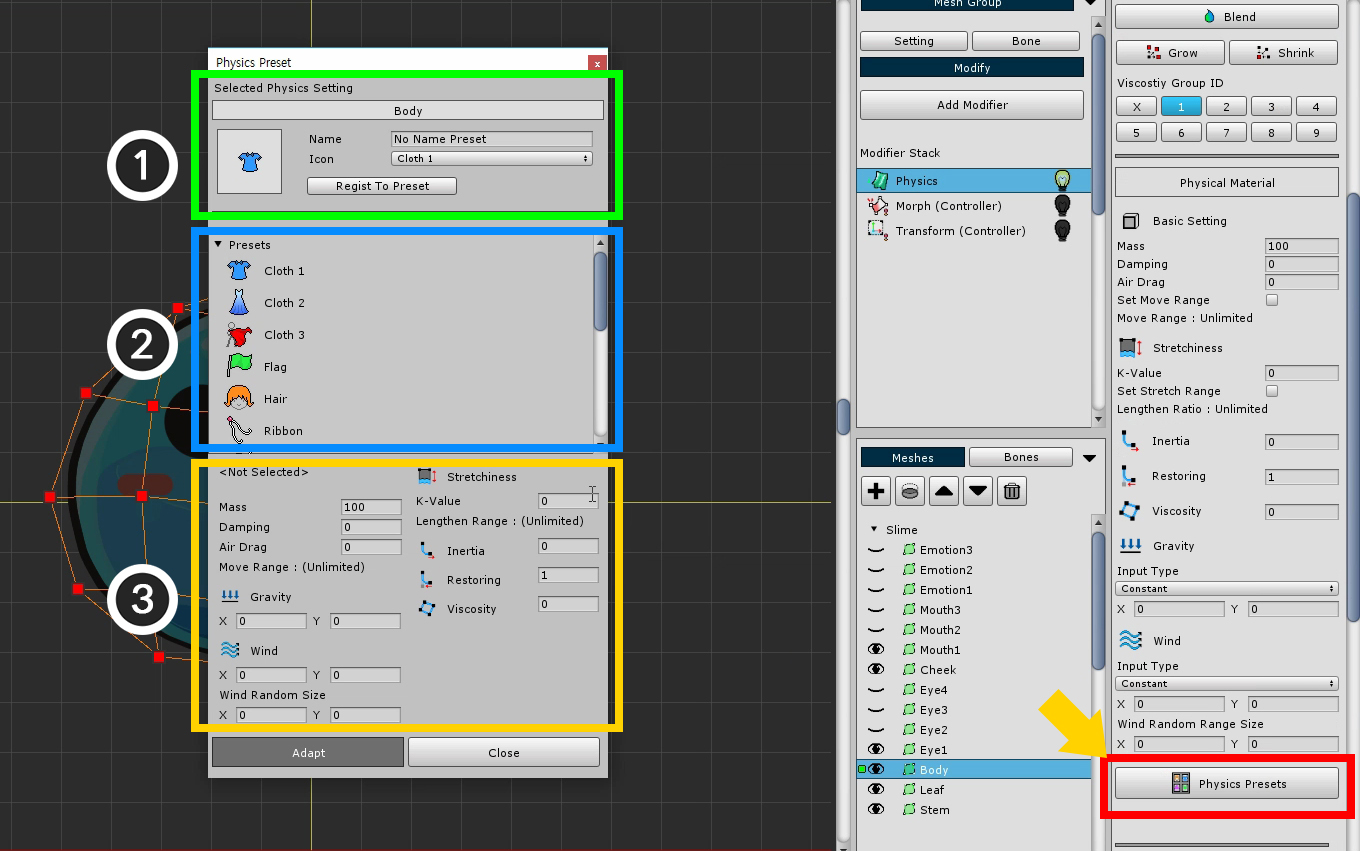 Physics Preset
x
Selected Physics Setting
Body
Name
No Name Preset
Icon
Cloth 1
Regist To Preset
1
Presets
Cloth 1
Cloth 2
Cloth 3
Flag
Hair
Ribbon
2
<Not Selected>
Mass 100
Damping 0
Air Drag 0
Move Range : (Unlimited)
Gravity
X 0 Y 0
Wind
X 0 Y 0
Wind Random Size
X 0 Y 0
Stretchiness
K-Value 0
Lengthen Range : (Unlimited)
Inertia 0
Restoring 1
Viscosity 0
3
Adapt
Close
Mesh Group
Setting
Bone
Modify
Add Modifier
Modifier Stack
Physics
Morph (Controller)
Transform (Controller)
Meshes
Bones
Slime
Emotion3
Emotion2
Emotion1
Mouth3
Mouth2
Mouth1
Cheek
Eye4
Eye3
Eye2
Eye1
Body
Leaf
Stem
Blend
Grow
Shrink
Viscostiy Group ID
X 1 2 3 4
5 6 7 8 9
Physical Material
Basic Setting
Mass 100
Damping 0
Air Drag 0
Set Move Range
Move Range : Unlimited
Stretchiness
K-Value 0
Set Stretch Range
Lengthen Ratio : Unlimited
Inertia 0
Restoring 1
Viscosity 0
Gravity
Input Type
Constant
X 0 Y 0
Wind
Input Type
Constant
X 0 Y 0
Wind Random Range Size
X 0 Y 0
Physics Presets